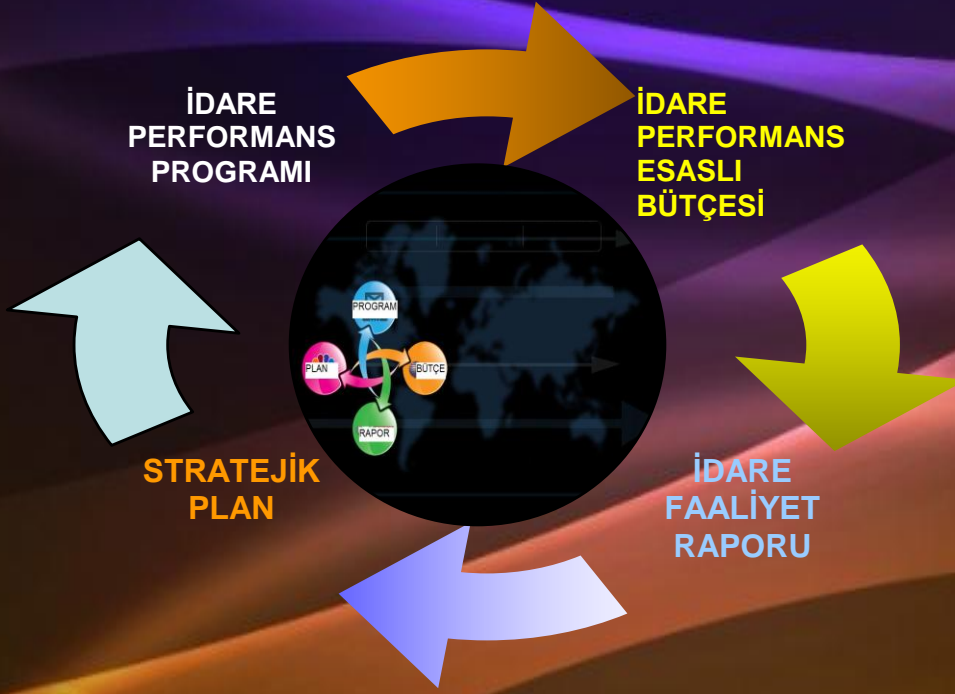 İDARE
PERFORMANS
PROGRAMI
İDARE
PERFORMANS
ESASLI
BÜTÇESİ
PROGRAM
PLAN
BÜTÇE
RAPOR
STRATEJİK
PLAN
İDARE
FAALİYET
RAPORU